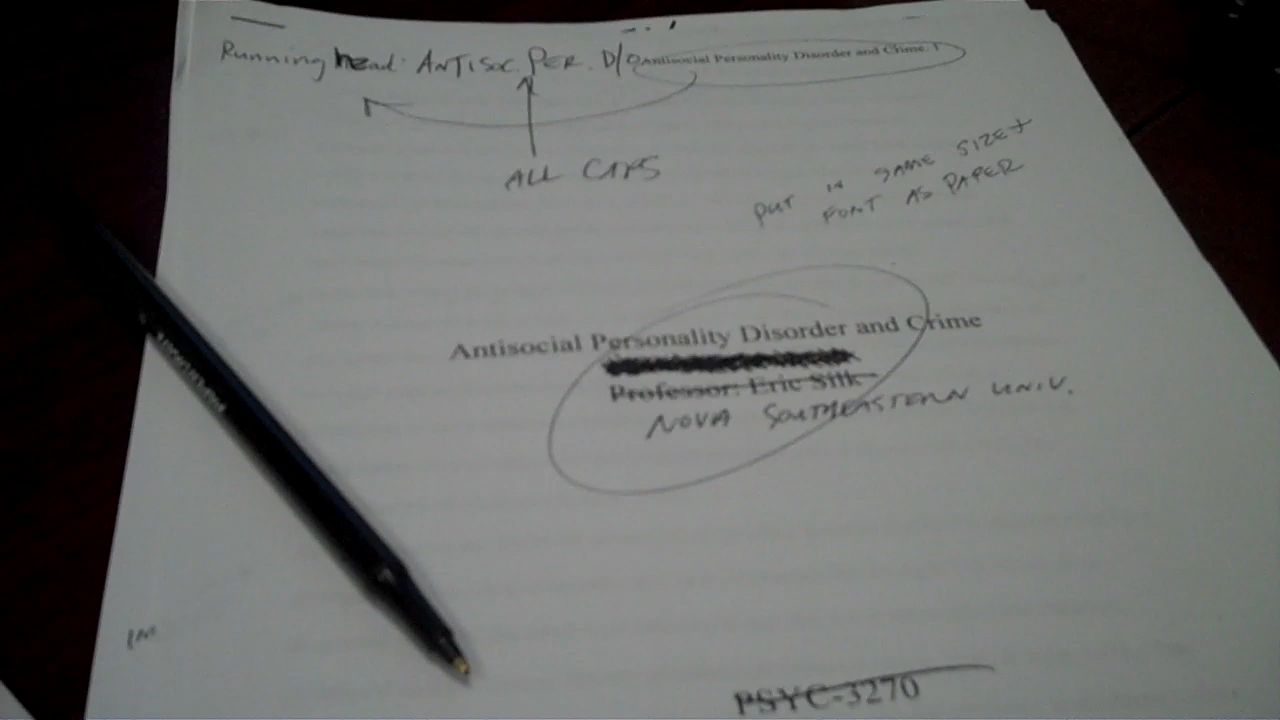 Running head: ANTISOC. PER. D/O Antisocial Personality Disorder and Crime 1
ALL CAPS
PUT IN SAME SIZE +
FONT AS PAPER
Antisocial Personality Disorder and Crime
Professor: Eric Silk
NOVA SOUTHEASTERN UNIV.
PSYC-3270